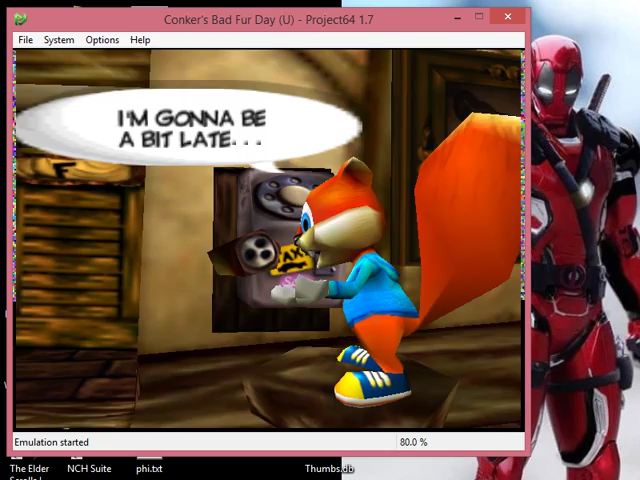 Conker's Bad Fur Day (U) - Project64 1.7
File System Options Help
I'M GONNA BE
A BIT LATE...
F
TAXI
Emulation started
80.0 %
The Elder
NCH Suite
phi.txt
Thumbs.db